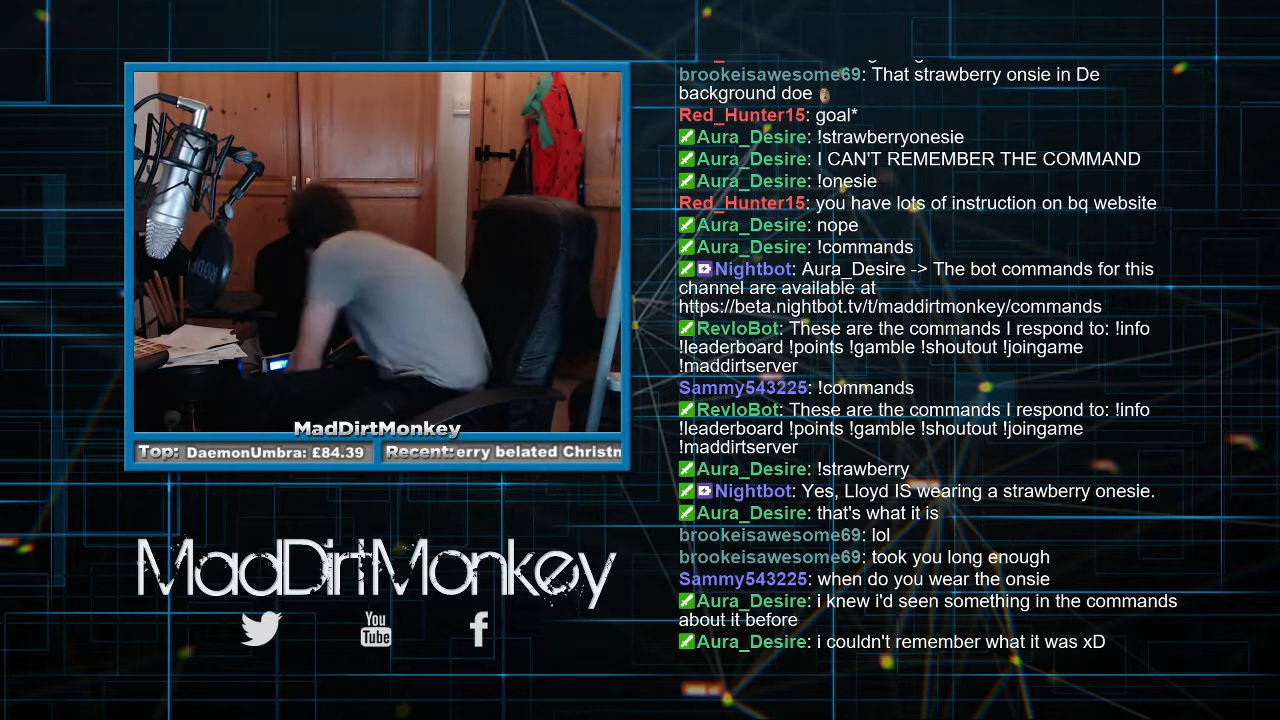 brookeisawesome69: That strawberry onsie in De
background doe
Red_Hunter15: goal*
Aura_Desire: !strawberryonesie
Aura_Desire: I CAN'T REMEMBER THE COMMAND
Aura_Desire: !onesie
Red_Hunter15: you have lots of instruction on bq website
Aura_Desire: nope
Aura_Desire: !commands
Nightbot: Aura_Desire -> The bot commands for this
channel are available at
https://beta.nightbot.tv/t/maddirtmonkey/commands
RevloBot: These are the commands I respond to: !info
!leaderboard !points !gamble !shoutout !joingame
!maddirtserver
Sammy543225: !commands
RevloBot: These are the commands I respond to: !info
!leaderboard !points !gamble !shoutout !joingame
!maddirtserver
Aura_Desire: !strawberry
Nightbot: Yes, Lloyd IS wearing a strawberry onesie.
Aura_Desire: that's what it is
brookeisawesome69: lol
brookeisawesome69: took you long enough
Sammy543225: when do you wear the onsie
Aura_Desire: i knew i'd seen something in the commands
about it before
Aura_Desire: i couldn't remember what it was xD
RODE
MadDirtMonkey
Top: DaemonUmbra: £84.39
Recent: erry belated Christm
MadDirtMonkey
You
Tube